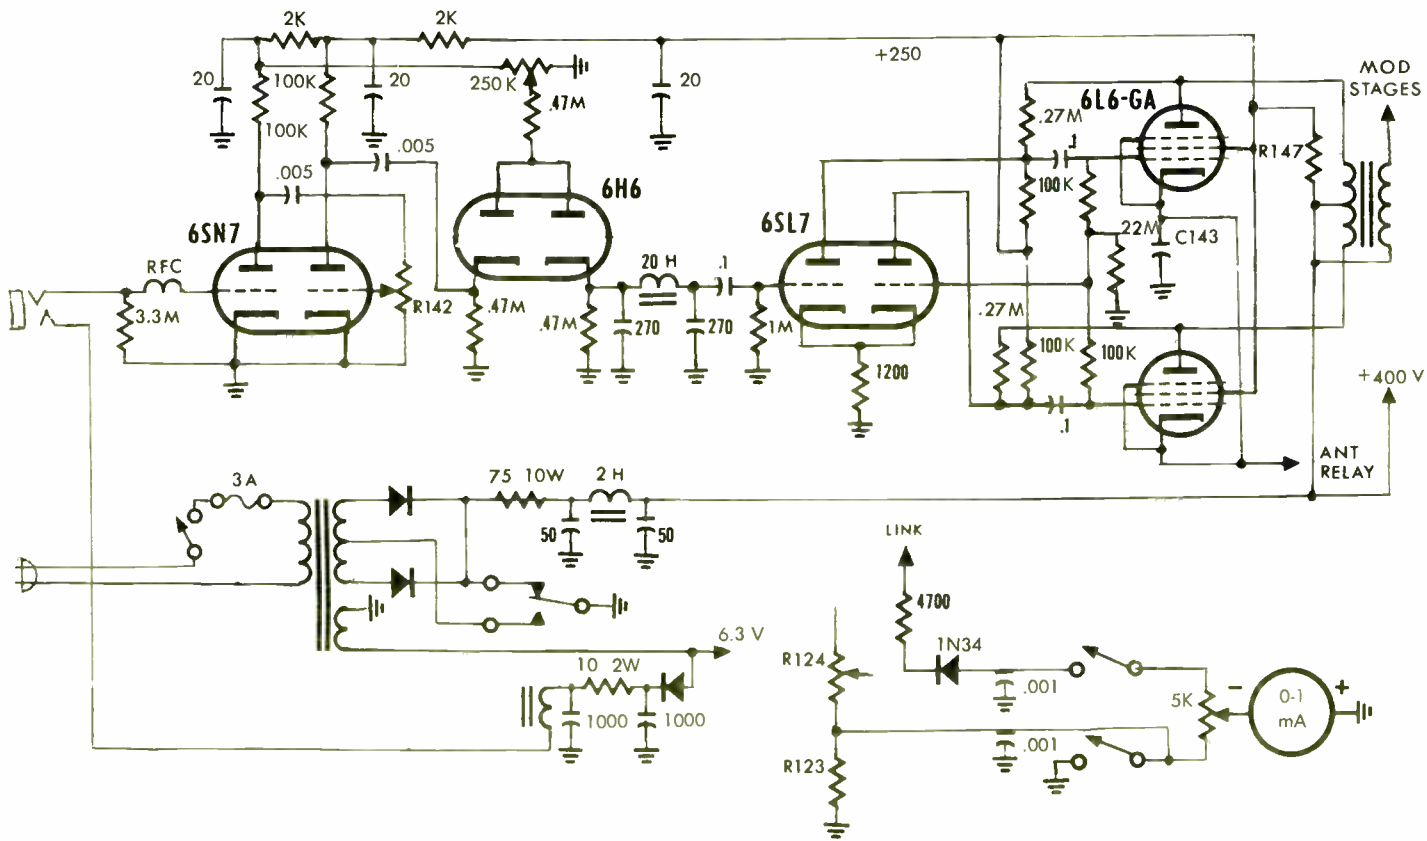 2K
2K
+250
MOD
STAGES
20
100K
20
250 K
20
.47M
6L6-GA
.27M
100K
.005
.1
R147
.005
6H6
100 K
6SN7
6SL7
.22M
C143
RFC
20 H
.1
3.3M
R142
.47M
.47M
270
270
1M
.27M
100K
100 K
1200
+400 V
.1
3A
75 10W
2 H
ANT
RELAY
50
50
LINK
4700
6.3 V
1N34
R124
10 2W
.001
5K
−
+
0-1
mA
1000
1000
.001
R123